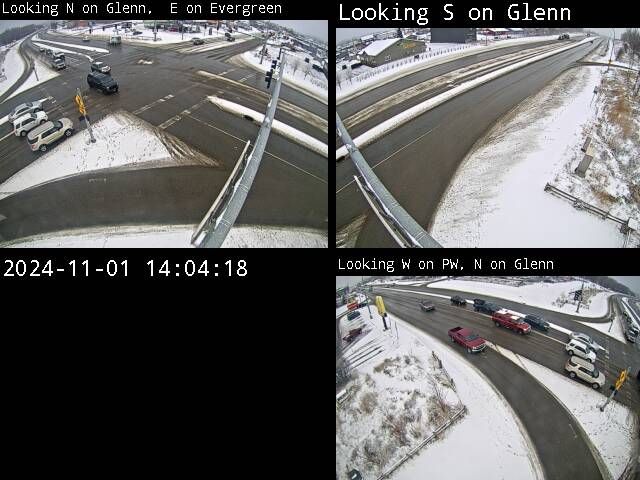 Looking N on Glenn, E on Evergreen
Looking S on Glenn
2024-11-01 14:04:18
Looking W on PW, N on Glenn